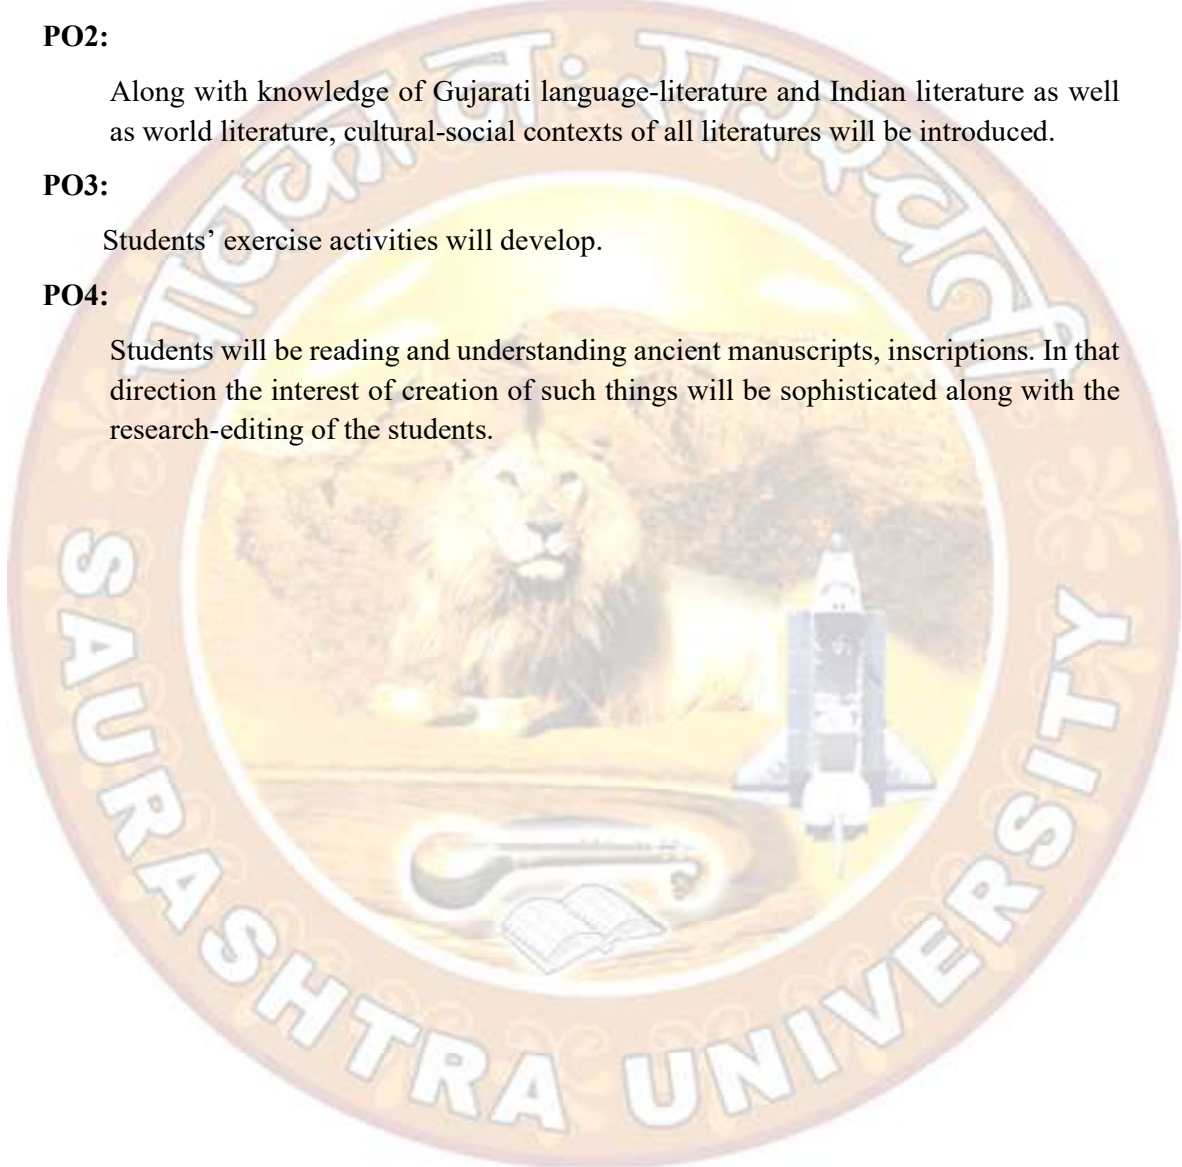 PO2:
Along with knowledge of Gujarati language-literature and Indian literature as well
as world literature, cultural-social contexts of all literatures will be introduced.
PO3:
Students’ exercise activities will develop.
PO4:
Students will be reading and understanding ancient manuscripts, inscriptions. In that
direction the interest of creation of such things will be sophisticated along with the
research-editing of the students.
पावका नः सरस्वती
SAURASHTRA UNIVERSITY